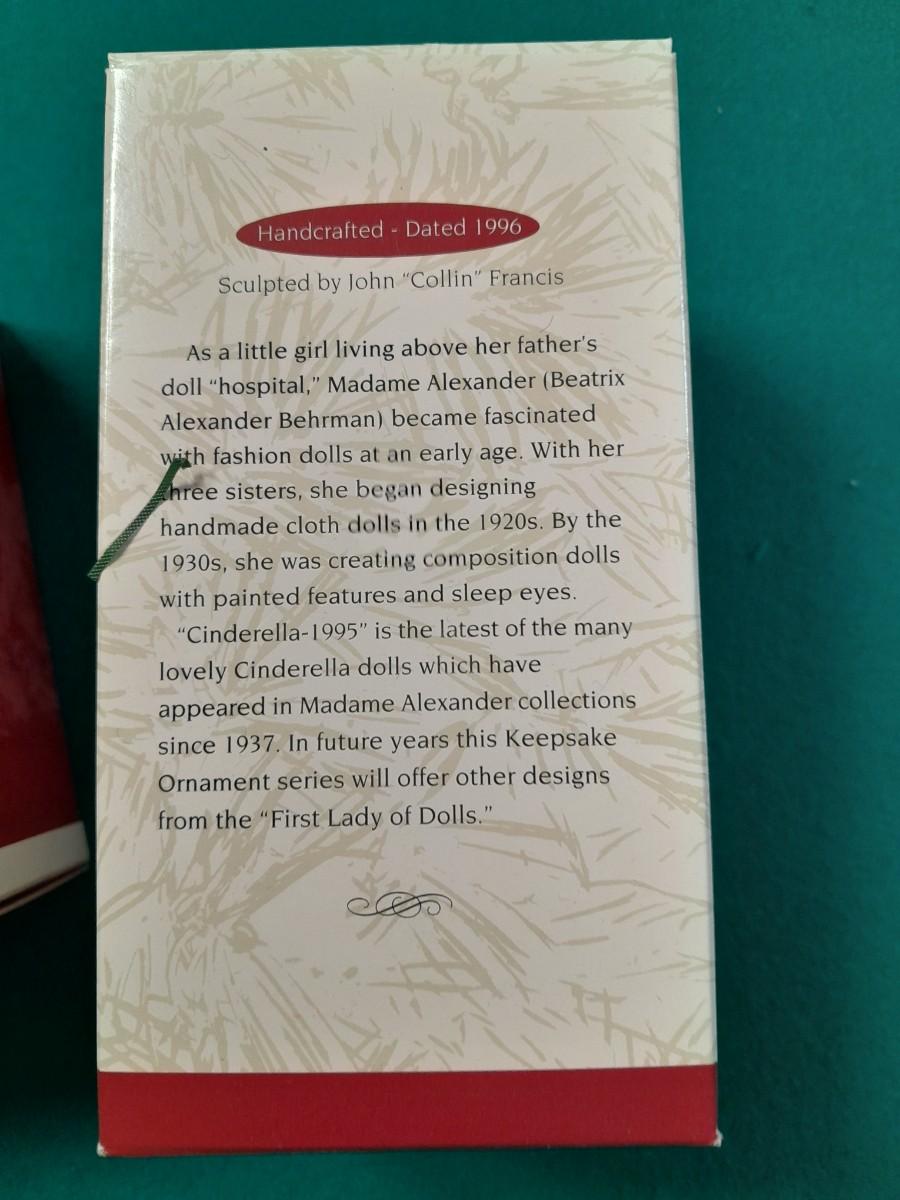 Handcrafted - Dated 1996
Sculpted by John “Collin” Francis
As a little girl living above her father's
doll “hospital,” Madame Alexander (Beatrix
Alexander Behrman) became fascinated
with fashion dolls at an early age. With her
three sisters, she began designing
handmade cloth dolls in the 1920s. By the
1930s, she was creating composition dolls
with painted features and sleep eyes.
“Cinderella-1995” is the latest of the many
lovely Cinderella dolls which have
appeared in Madame Alexander collections
since 1937. In future years this Keepsake
Ornament series will offer other designs
from the “First Lady of Dolls.”